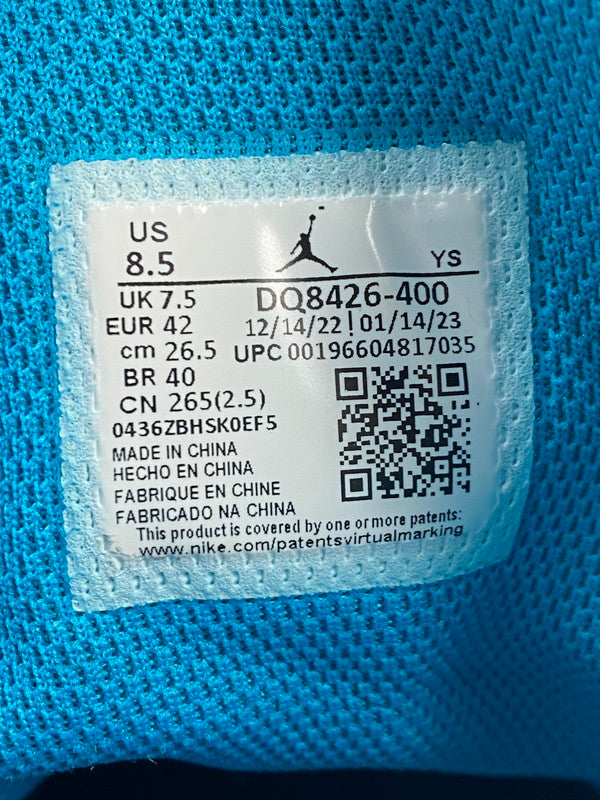 US
8.5
YS
UK 7.5
DQ8426-400
EUR 42
12/14/22 | 01/14/23
cm 26.5
UPC 00196604817035
BR 40
CN 265(2.5)
0436ZBHSK0EF5
MADE IN CHINA
HECHO EN CHINA
FABRIQUE EN CHINE
FABRICADO NA CHINA
This product is covered by one or more patents:
www.nike.com/patentsvirtualmarking